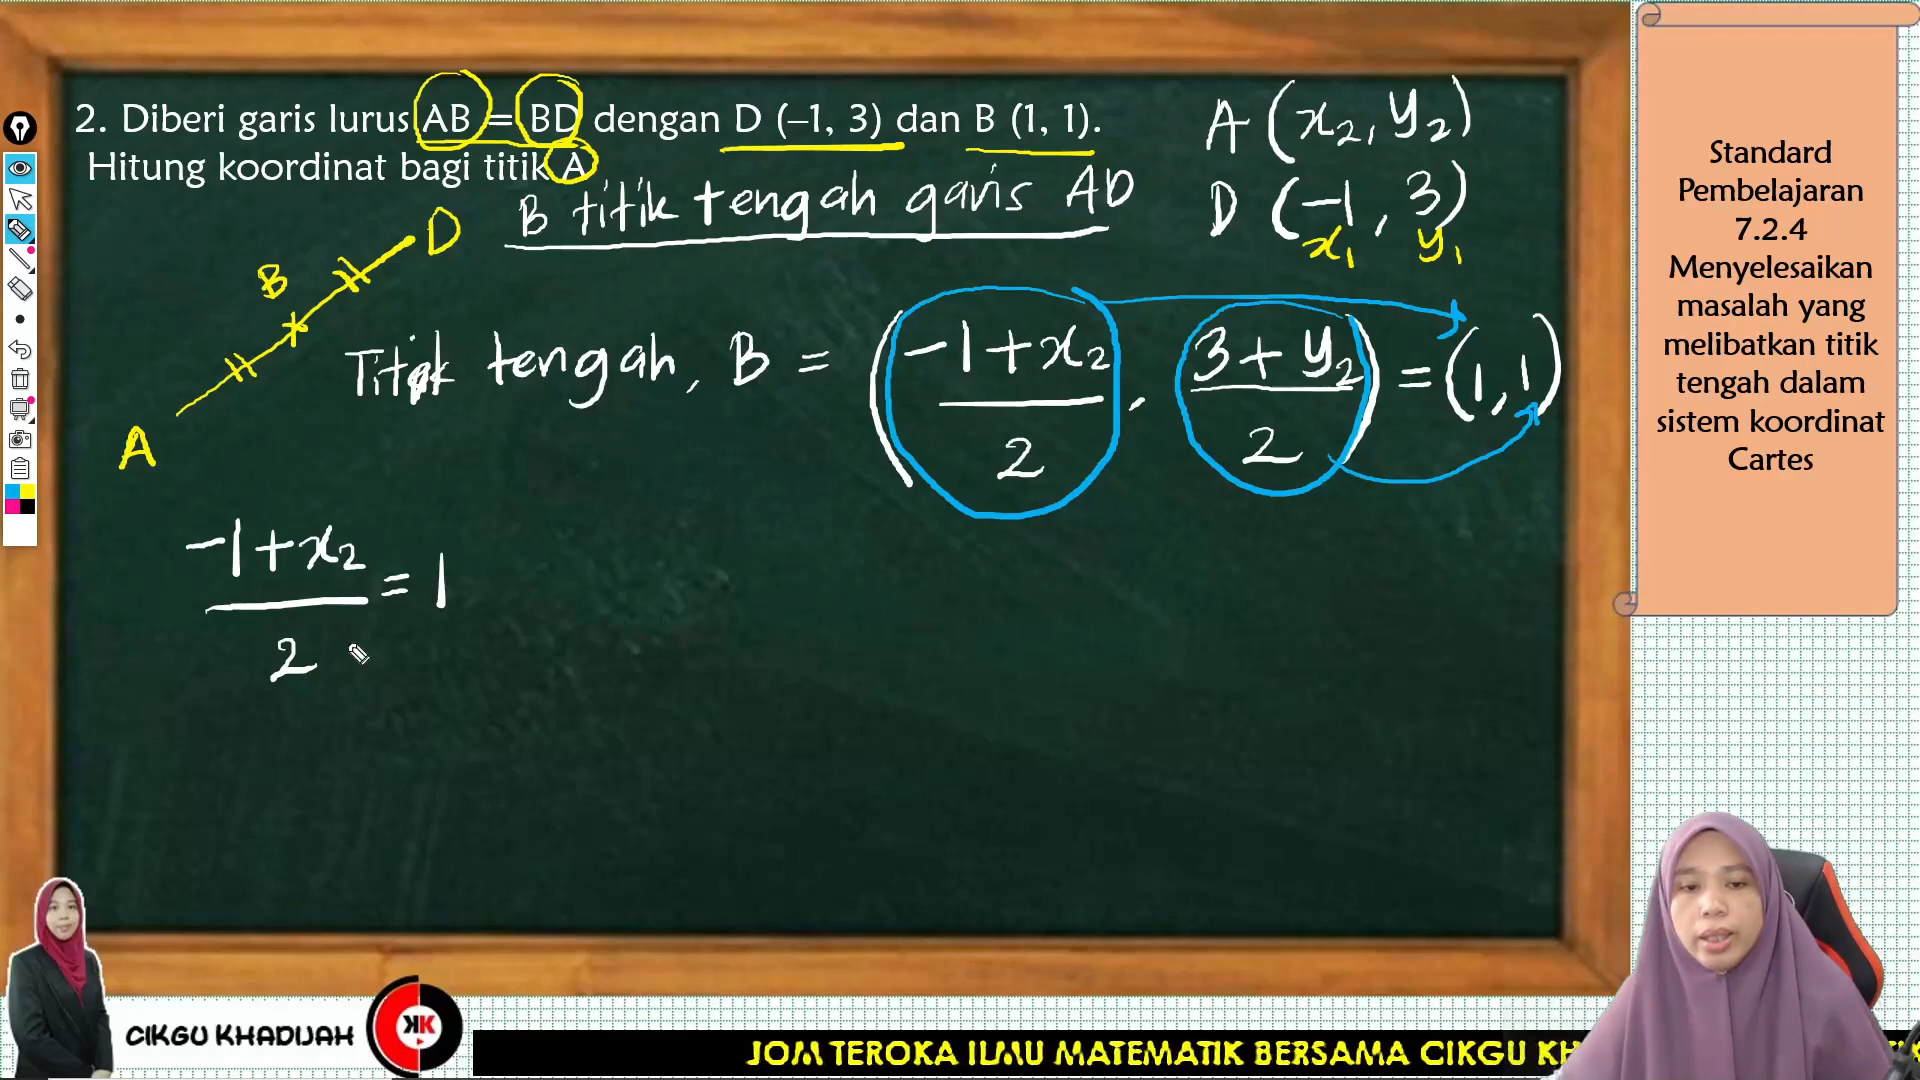 2. Diberi garis lurus AB = BD dengan D (–1, 3) dan B (1, 1).
Hitung koordinat bagi titik A
B titik tengah garis AD
A (x₂, y₂)
D (-1, 3)
x₁ y₁
D
B
A
Titik tengah, B = (-1+x₂/2, 3+y₂/2) = (1, 1)
-1+x₂/2 = 1
Standard
Pembelajaran
7.2.4
Menyelesaikan
masalah yang
melibatkan titik
tengah dalam
sistem koordinat
Cartes
CIKGU KHADIJAH
KK
JOM TEROKA ILMU MATEMATIK BERSAMA CIKGU